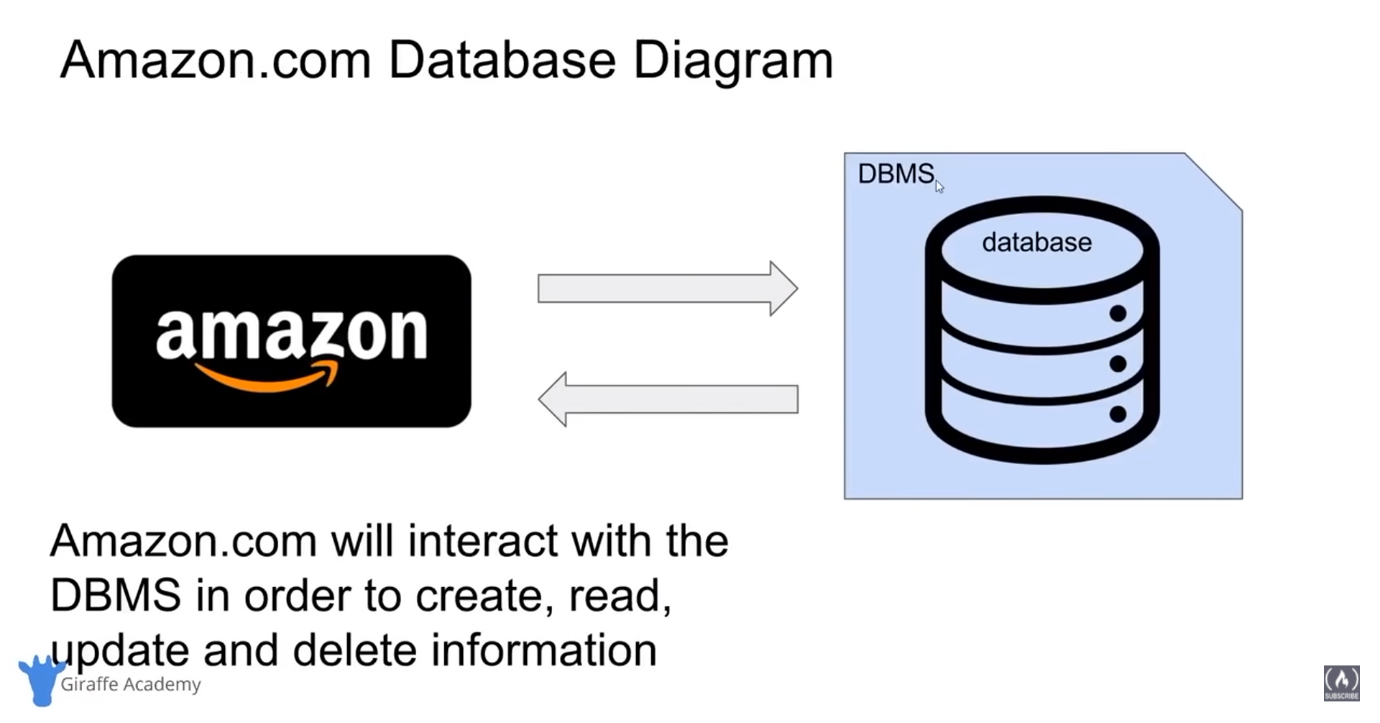 Amazon.com Database Diagram
DBMS
database
amazon
Amazon.com will interact with the
DBMS in order to create, read,
update and delete information
Giraffe Academy
SUBSCRIBE